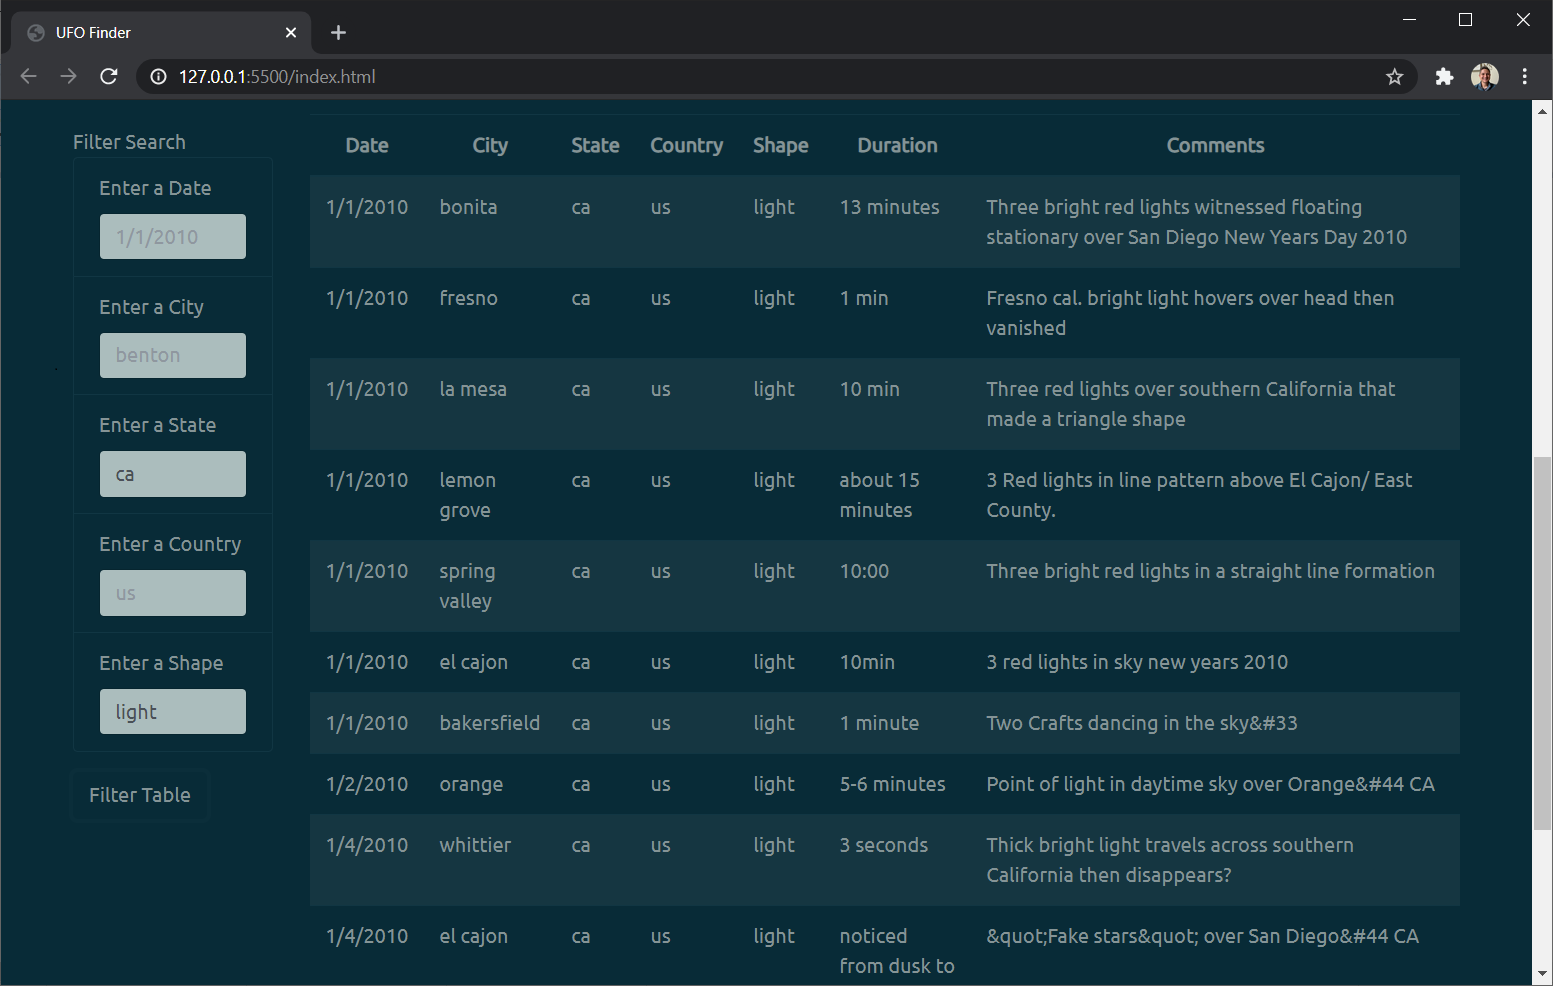 UFO Finder
127.0.0.1:5500/index.html
Filter Search
Enter a Date
1/1/2010
Enter a City
benton
Enter a State
ca
Enter a Country
us
Enter a Shape
light
Filter Table
Date City State Country Shape Duration Comments
1/1/2010 bonita ca us light 13 minutes Three bright red lights witnessed floating
stationary over San Diego New Years Day 2010
1/1/2010 fresno ca us light 1 min Fresno cal. bright light hovers over head then
vanished
1/1/2010 la mesa ca us light 10 min Three red lights over southern California that
made a triangle shape
1/1/2010 lemon ca us light about 15 3 Red lights in line pattern above El Cajon/ East
grove minutes County.
1/1/2010 spring ca us light 10:00 Three bright red lights in a straight line formation
valley
1/1/2010 el cajon ca us light 10min 3 red lights in sky new years 2010
1/1/2010 bakersfield ca us light 1 minute Two Crafts dancing in the sky&#33
1/2/2010 orange ca us light 5-6 minutes Point of light in daytime sky over Orange&#44 CA
1/4/2010 whittier ca us light 3 seconds Thick bright light travels across southern
California then disappears?
1/4/2010 el cajon ca us light noticed &quot;Fake stars&quot; over San Diego&#44 CA
from dusk to